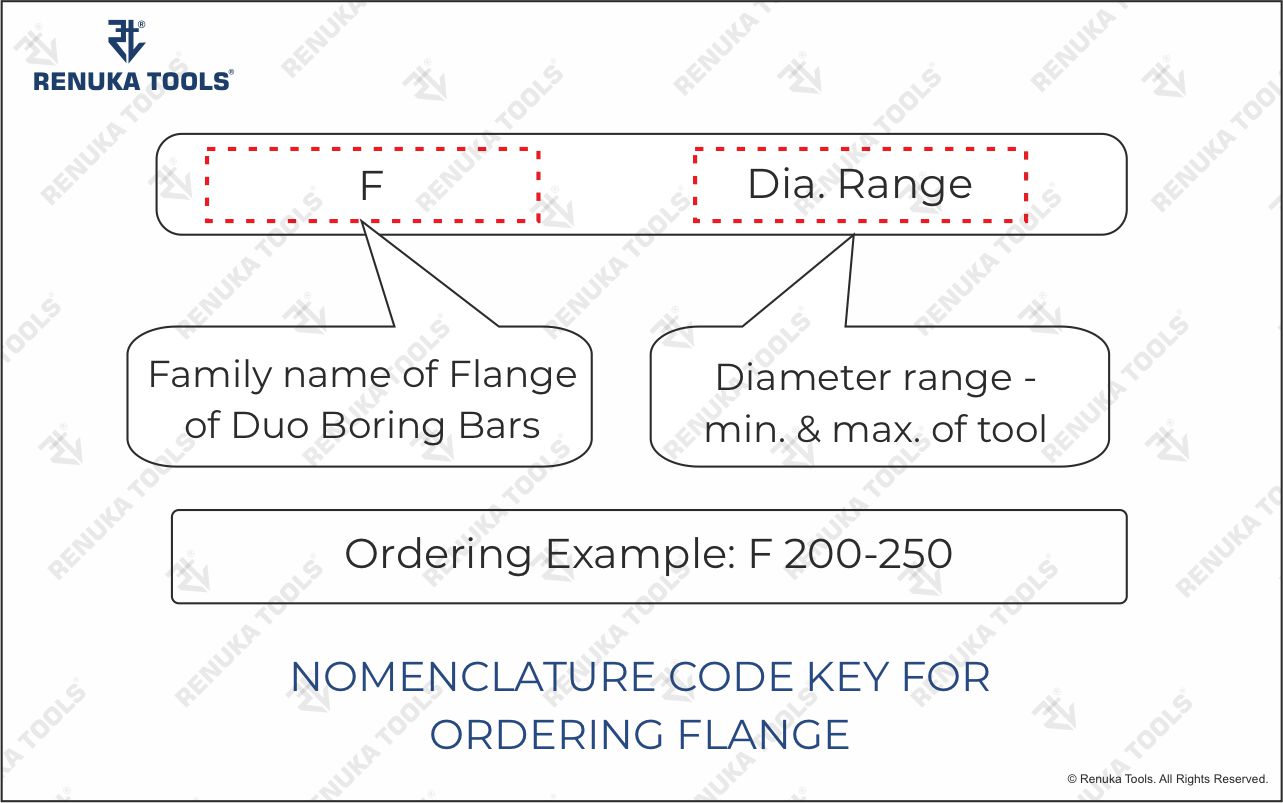 RENUKA TOOLS®
F
Dia. Range
Family name of Flange
of Duo Boring Bars
Diameter range -
min. & max. of tool
Ordering Example: F 200-250
NOMENCLATURE CODE KEY FOR
ORDERING FLANGE
© Renuka Tools. All Rights Reserved.